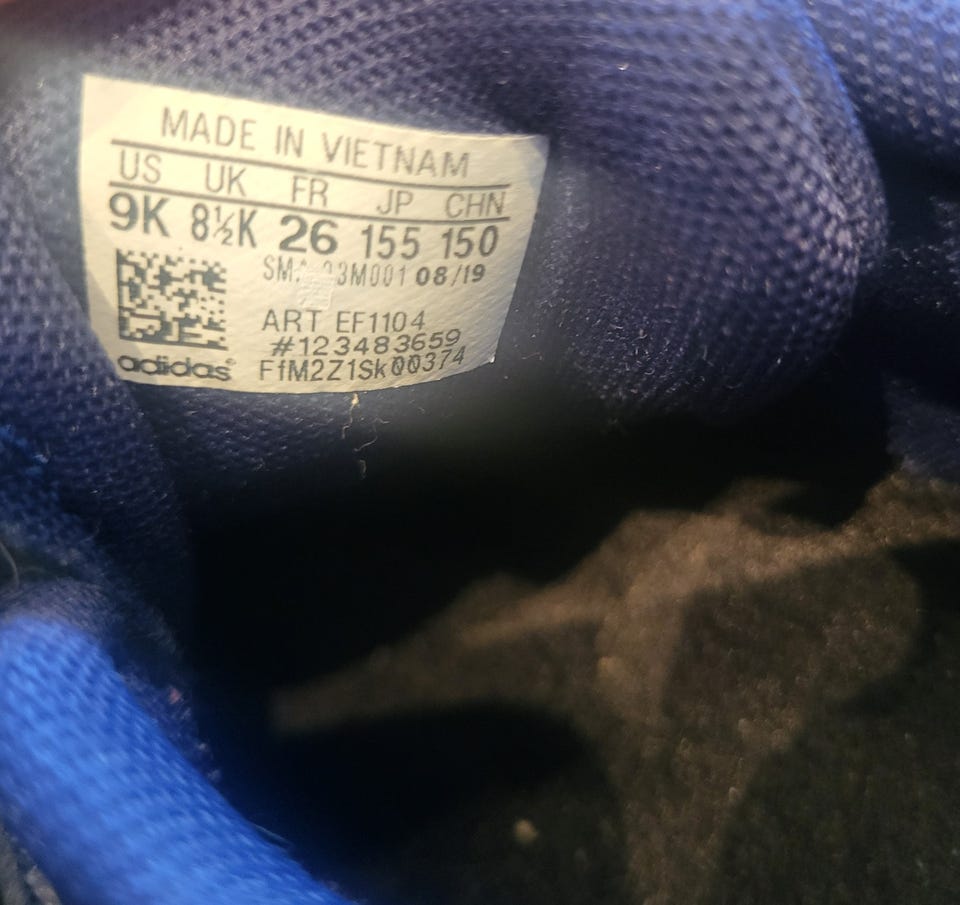 MADE IN VIETNAM
US UK FR JP CHN
9K 8½K 26 155 150
08/19
ART EF1104
#123483659
adidas® F1M2Z1Sk00374